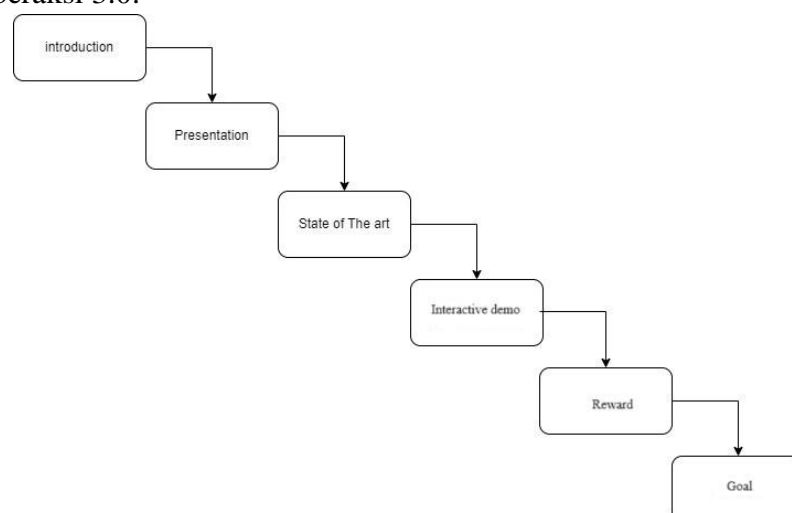 introduction
Presentation
State of The art
Interactive demo
Reward
Goal